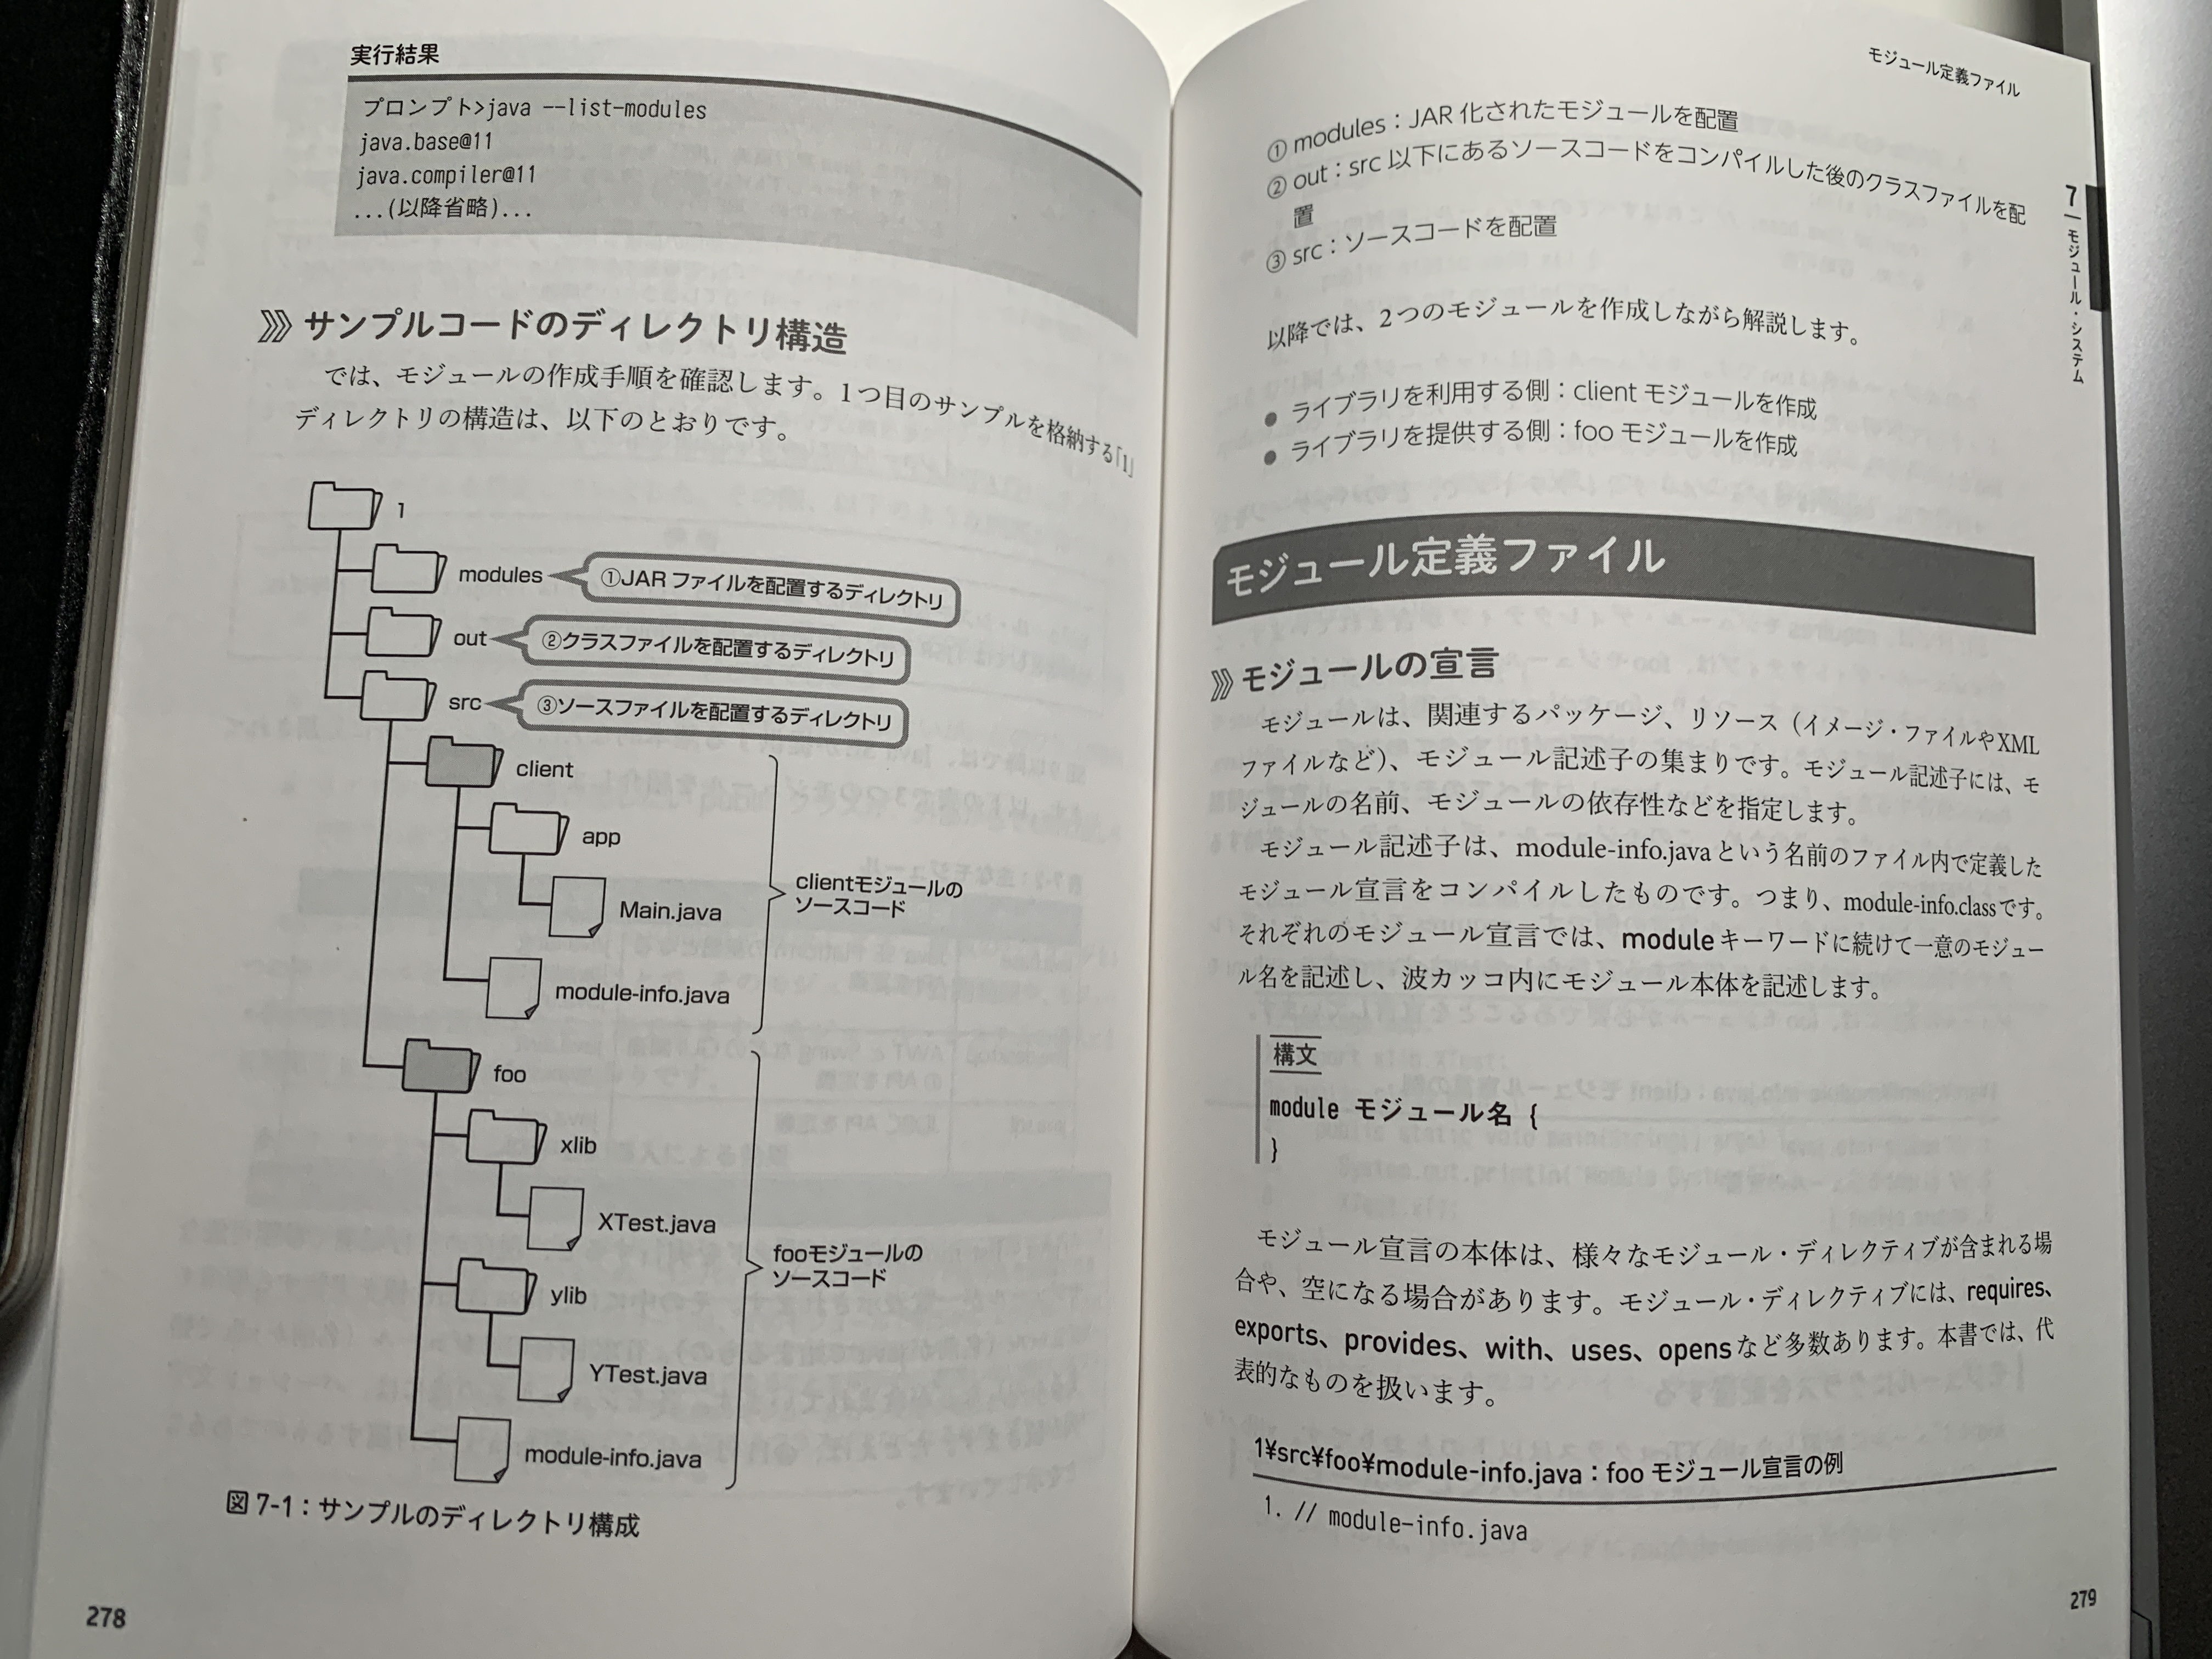 実行結果
プロンプト>java --list-modules
java.base@11
java.compiler@11
...(以降省略)...
サンプルコードのディレクトリ構造
では、モジュールの作成手順を確認します。1つ目のサンプルを格納する「1」
ディレクトリの構造は、以下のとおりです。
1
modules ①JARファイルを配置するディレクトリ
out ②クラスファイルを配置するディレクトリ
src ③ソースファイルを配置するディレクトリ
client
app
Main.java
clientモジュールの
ソースコード
module-info.java
foo
xlib
XTest.java
fooモジュールの
ソースコード
ylib
YTest.java
module-info.java
図 7-1：サンプルのディレクトリ構成
278
モジュール定義ファイル
① modules：JAR 化されたモジュールを配置
② out：src 以下にあるソースコードをコンパイルした後のクラスファイルを配
置
③ src：ソースコードを配置
以降では、2つのモジュールを作成しながら解説します。
● ライブラリを利用する側：client モジュールを作成
● ライブラリを提供する側：foo モジュールを作成
モジュール定義ファイル
モジュールの宣言
モジュールは、関連するパッケージ、リソース（イメージ・ファイルやXML
ファイルなど）、モジュール記述子の集まりです。モジュール記述子には、モ
ジュールの名前、モジュールの依存性などを指定します。
モジュール記述子は、module-info.javaという名前のファイル内で定義した
モジュール宣言をコンパイルしたものです。つまり、module-info.classです。
それぞれのモジュール宣言では、moduleキーワードに続けて一意のモジュー
ル名を記述し、波カッコ内にモジュール本体を記述します。
構文
module モジュール名 {
}
モジュール宣言の本体は、様々なモジュール・ディレクティブが含まれる場
合や、空になる場合があります。モジュール・ディレクティブには、requires、
exports、provides、with、uses、opensなど多数あります。本書では、代
表的なものを扱います。
1¥src¥foo¥module-info.java：foo モジュール宣言の例
1. // module-info.java
7 モジュール・システム
279